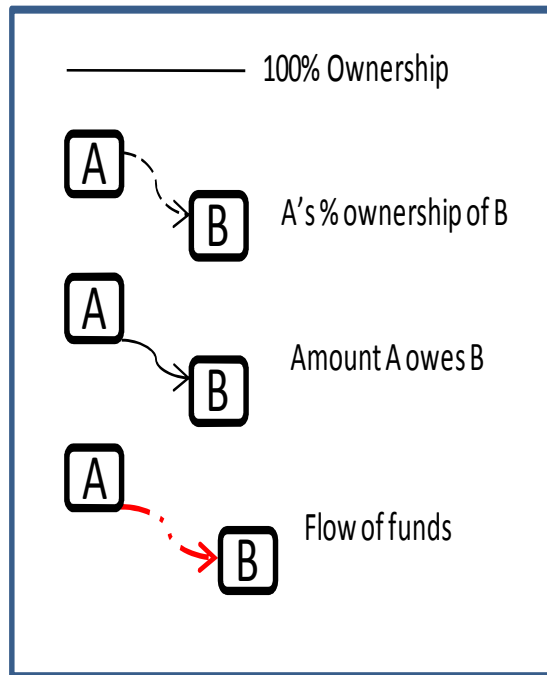 100% Ownership
A
B
A's % ownership of B
A
B
Amount A owes B
A
B
Flow of funds